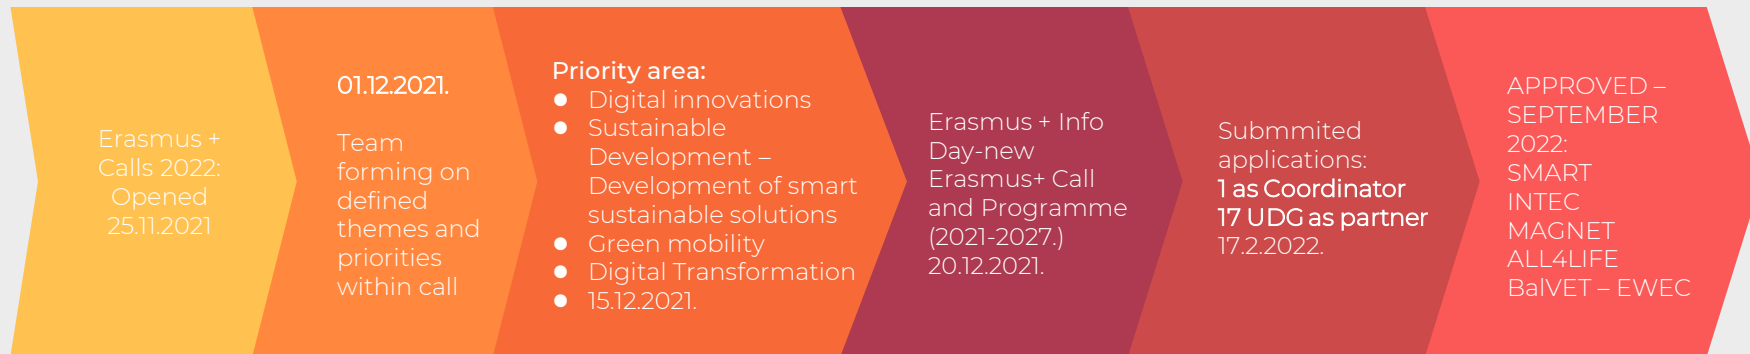 Erasmus +
Calls 2022:
Opened
25.11.2021
01.12.2021.
Team
forming on
defined
themes and
priorities
within call
Priority area:
● Digital innovations
● Sustainable
Development –
Development of smart
sustainable solutions
● Green mobility
● Digital Transformation
● 15.12.2021.
Erasmus + Info
Day-new
Erasmus+ Call
and Programme
(2021-2027.)
20.12.2021.
Submmited
applications:
1 as Coordinator
17 UDG as partner
17.2.2022.
APPROVED –
SEPTEMBER
2022:
SMART
INTEC
MAGNET
ALL4LIFE
BalVET – EWEC